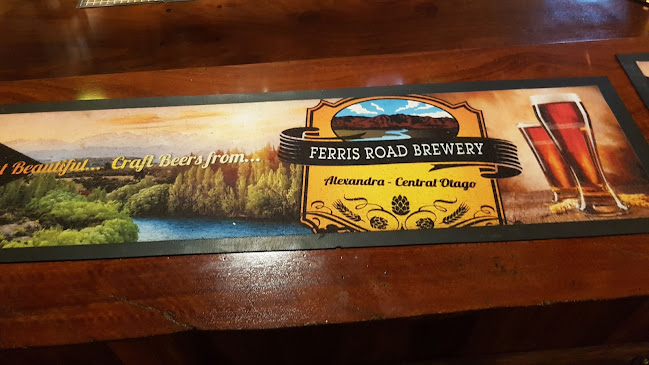 Beautiful... Craft Beers from...
FERRIS ROAD BREWERY
Alexandra - Central Otago